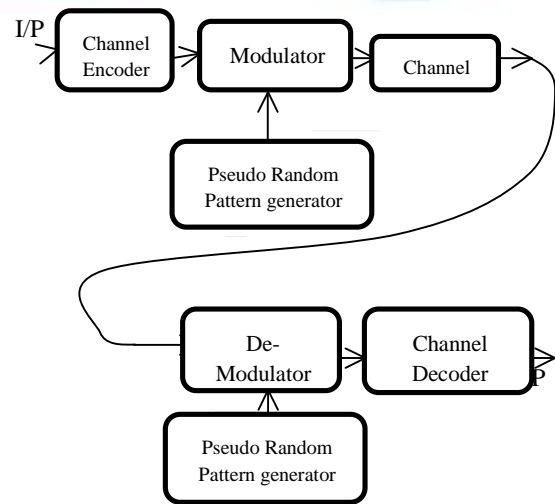 I/P
Channel
Encoder
Modulator
Channel
Pseudo Random
Pattern generator
De-
Modulator
Channel
Decoder
P
Pseudo Random
Pattern generator